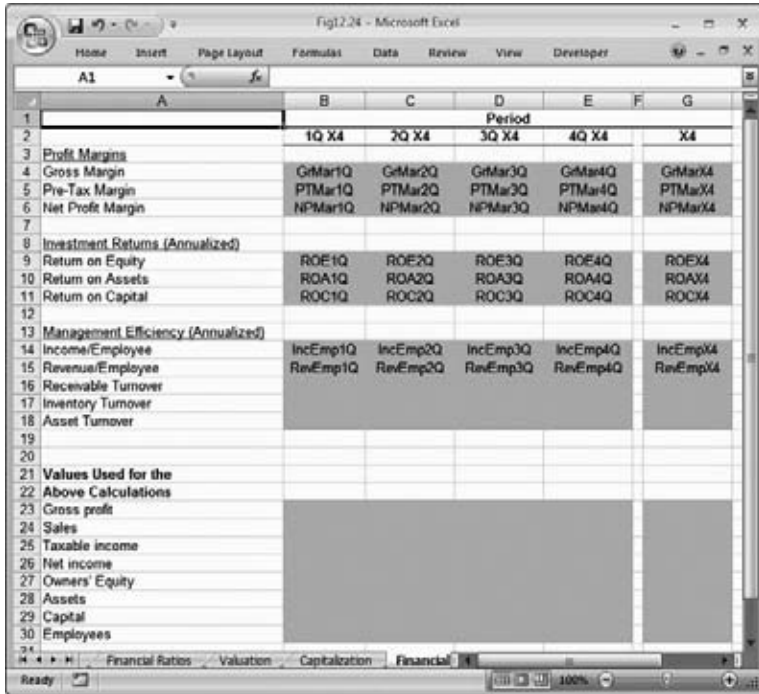 Fig12.24 - Microsoft Excel
Home Insert Page Layout Formulas Data Review View Developer
A1 fx
A B C D E F G
1 Period
2 1Q X4 2Q X4 3Q X4 4Q X4 X4
3 Profit Margins
4 Gross Margin GrMar1Q GrMar2Q GrMar3Q GrMar4Q GrMarX4
5 Pre-Tax Margin PTMar1Q PTMar2Q PTMar3Q PTMar4Q PTMarX4
6 Net Profit Margin NPMar1Q NPMar2Q NPMar3Q NPMar4Q NPMarX4
7
8 Investment Returns (Annualized)
9 Return on Equity ROE1Q ROE2Q ROE3Q ROE4Q ROEX4
10 Return on Assets ROA1Q ROA2Q ROA3Q ROA4Q ROAX4
11 Return on Capital ROC1Q ROC2Q ROC3Q ROC4Q ROCX4
12
13 Management Efficiency (Annualized)
14 Income/Employee IncEmp1Q IncEmp2Q IncEmp3Q IncEmp4Q IncEmpX4
15 Revenue/Employee RevEmp1Q RevEmp2Q RevEmp3Q RevEmp4Q RevEmpX4
16 Receivable Turnover
17 Inventory Turnover
18 Asset Turnover
19
20
21 Values Used for the
22 Above Calculations
23 Gross profit
24 Sales
25 Taxable income
26 Net income
27 Owners' Equity
28 Assets
29 Capital
30 Employees
Financial Ratios Valuation Capitalization Financial
Ready 100%